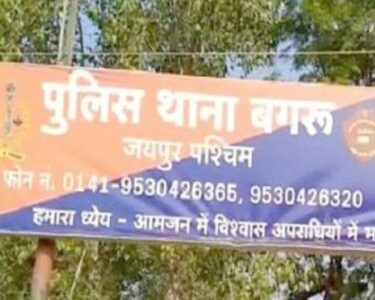 पुलिस थाना बगरू
जयपुर पश्चिम
फोन न. 0141-9530426365, 9530426320
हमारा ध्येय - आमजन में विश्वास अपराधियों में